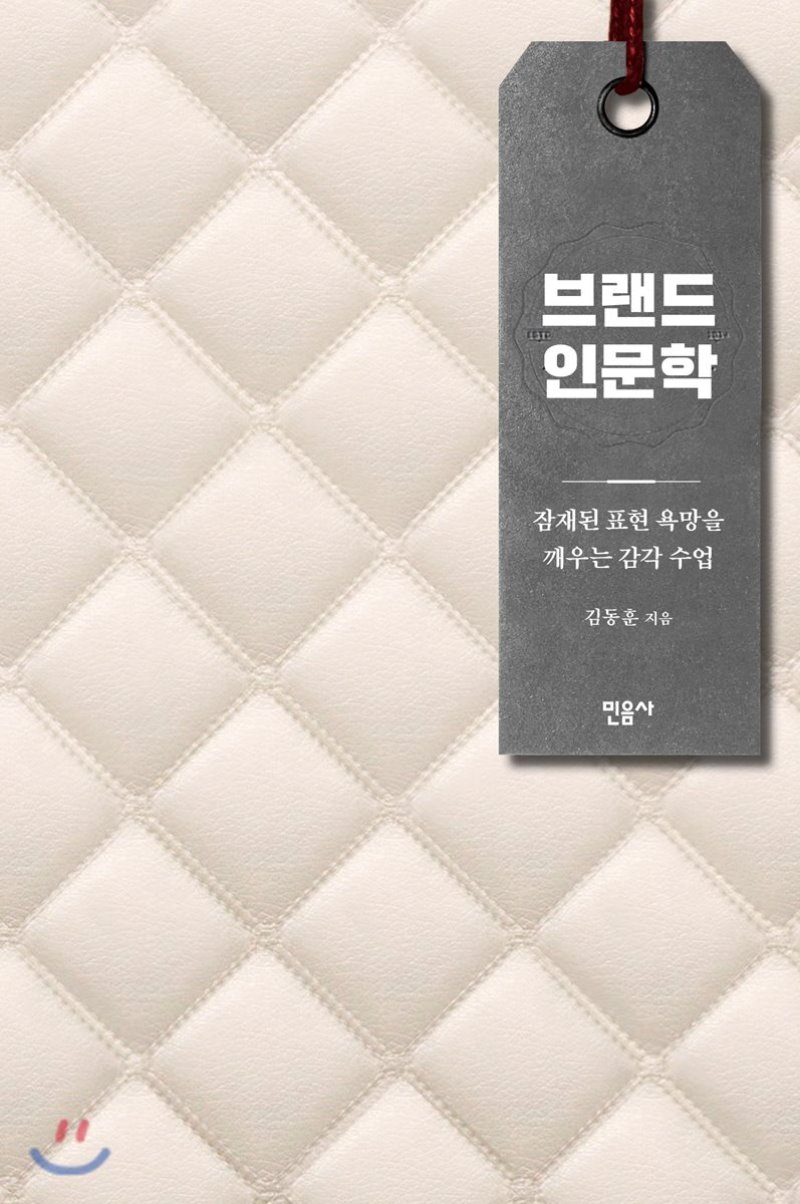 브랜드
인문학
잠재된 표현 욕망을
깨우는 감각 수업
김동훈 지음
민음사